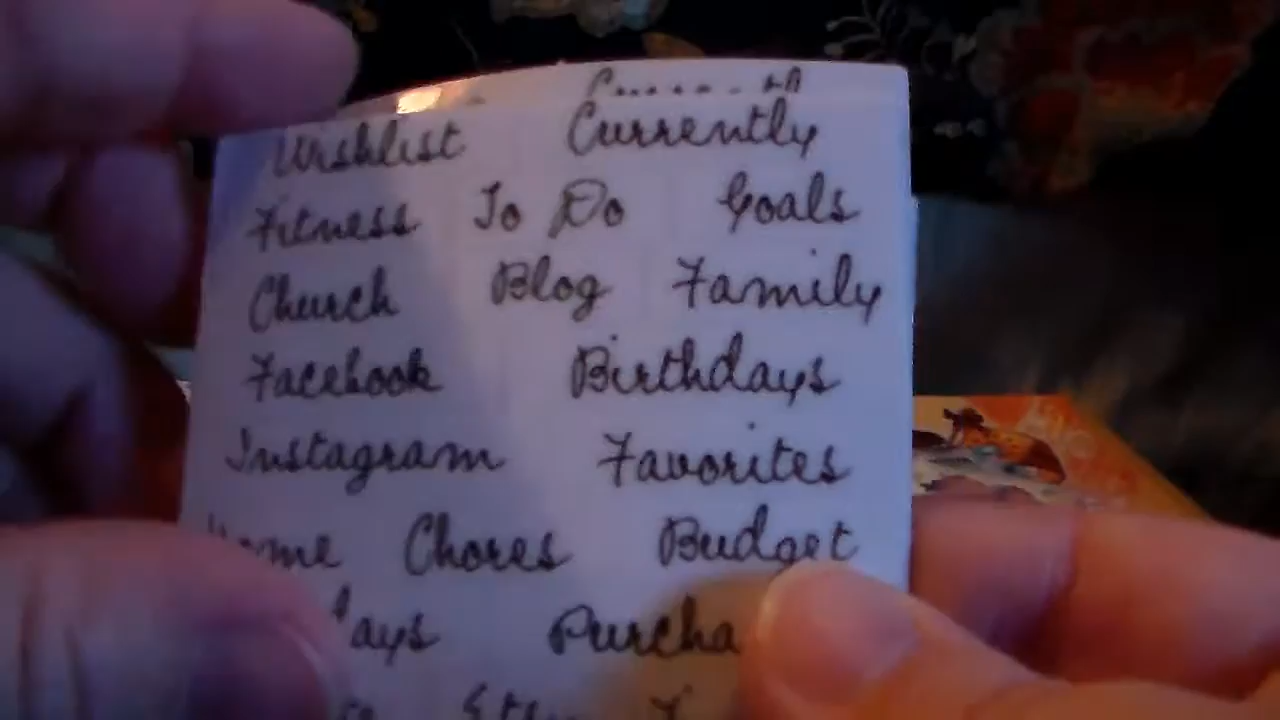 Wishlist Currently
Fitness To Do Goals
Church Blog Family
Facebook Birthdays
Instagram Favorites
Chores Budget